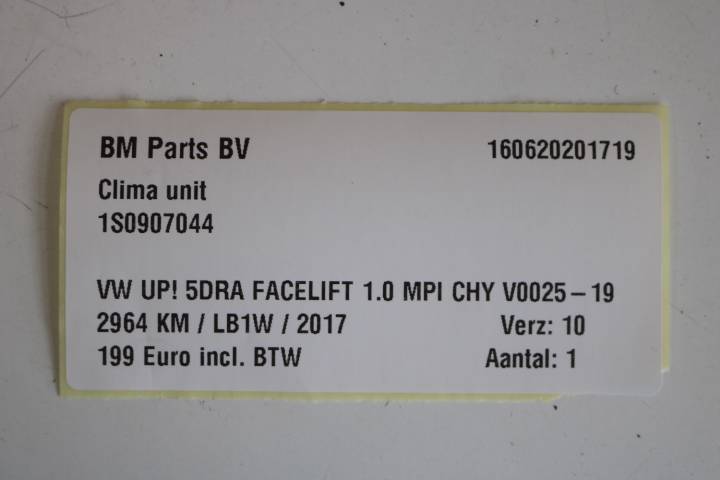 BM Parts BV 160620201719
Clima unit
1S0907044
VW UP! 5DRA FACELIFT 1.0 MPI CHY V0025-19
2964 KM / LB1W / 2017 Verz: 10
199 Euro incl. BTW Aantal: 1